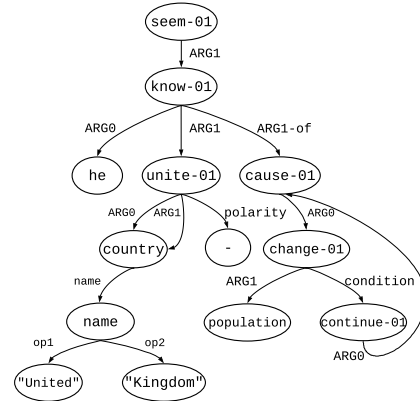 seem-01
ARG1
know-01
ARG0 ARG1 ARG1-of
he unite-01 cause-01
ARG0 ARG1 polarity ARG0
country - change-01
name ARG1 condition
name population continue-01
op1 op2 ARG0
"United" "Kingdom"